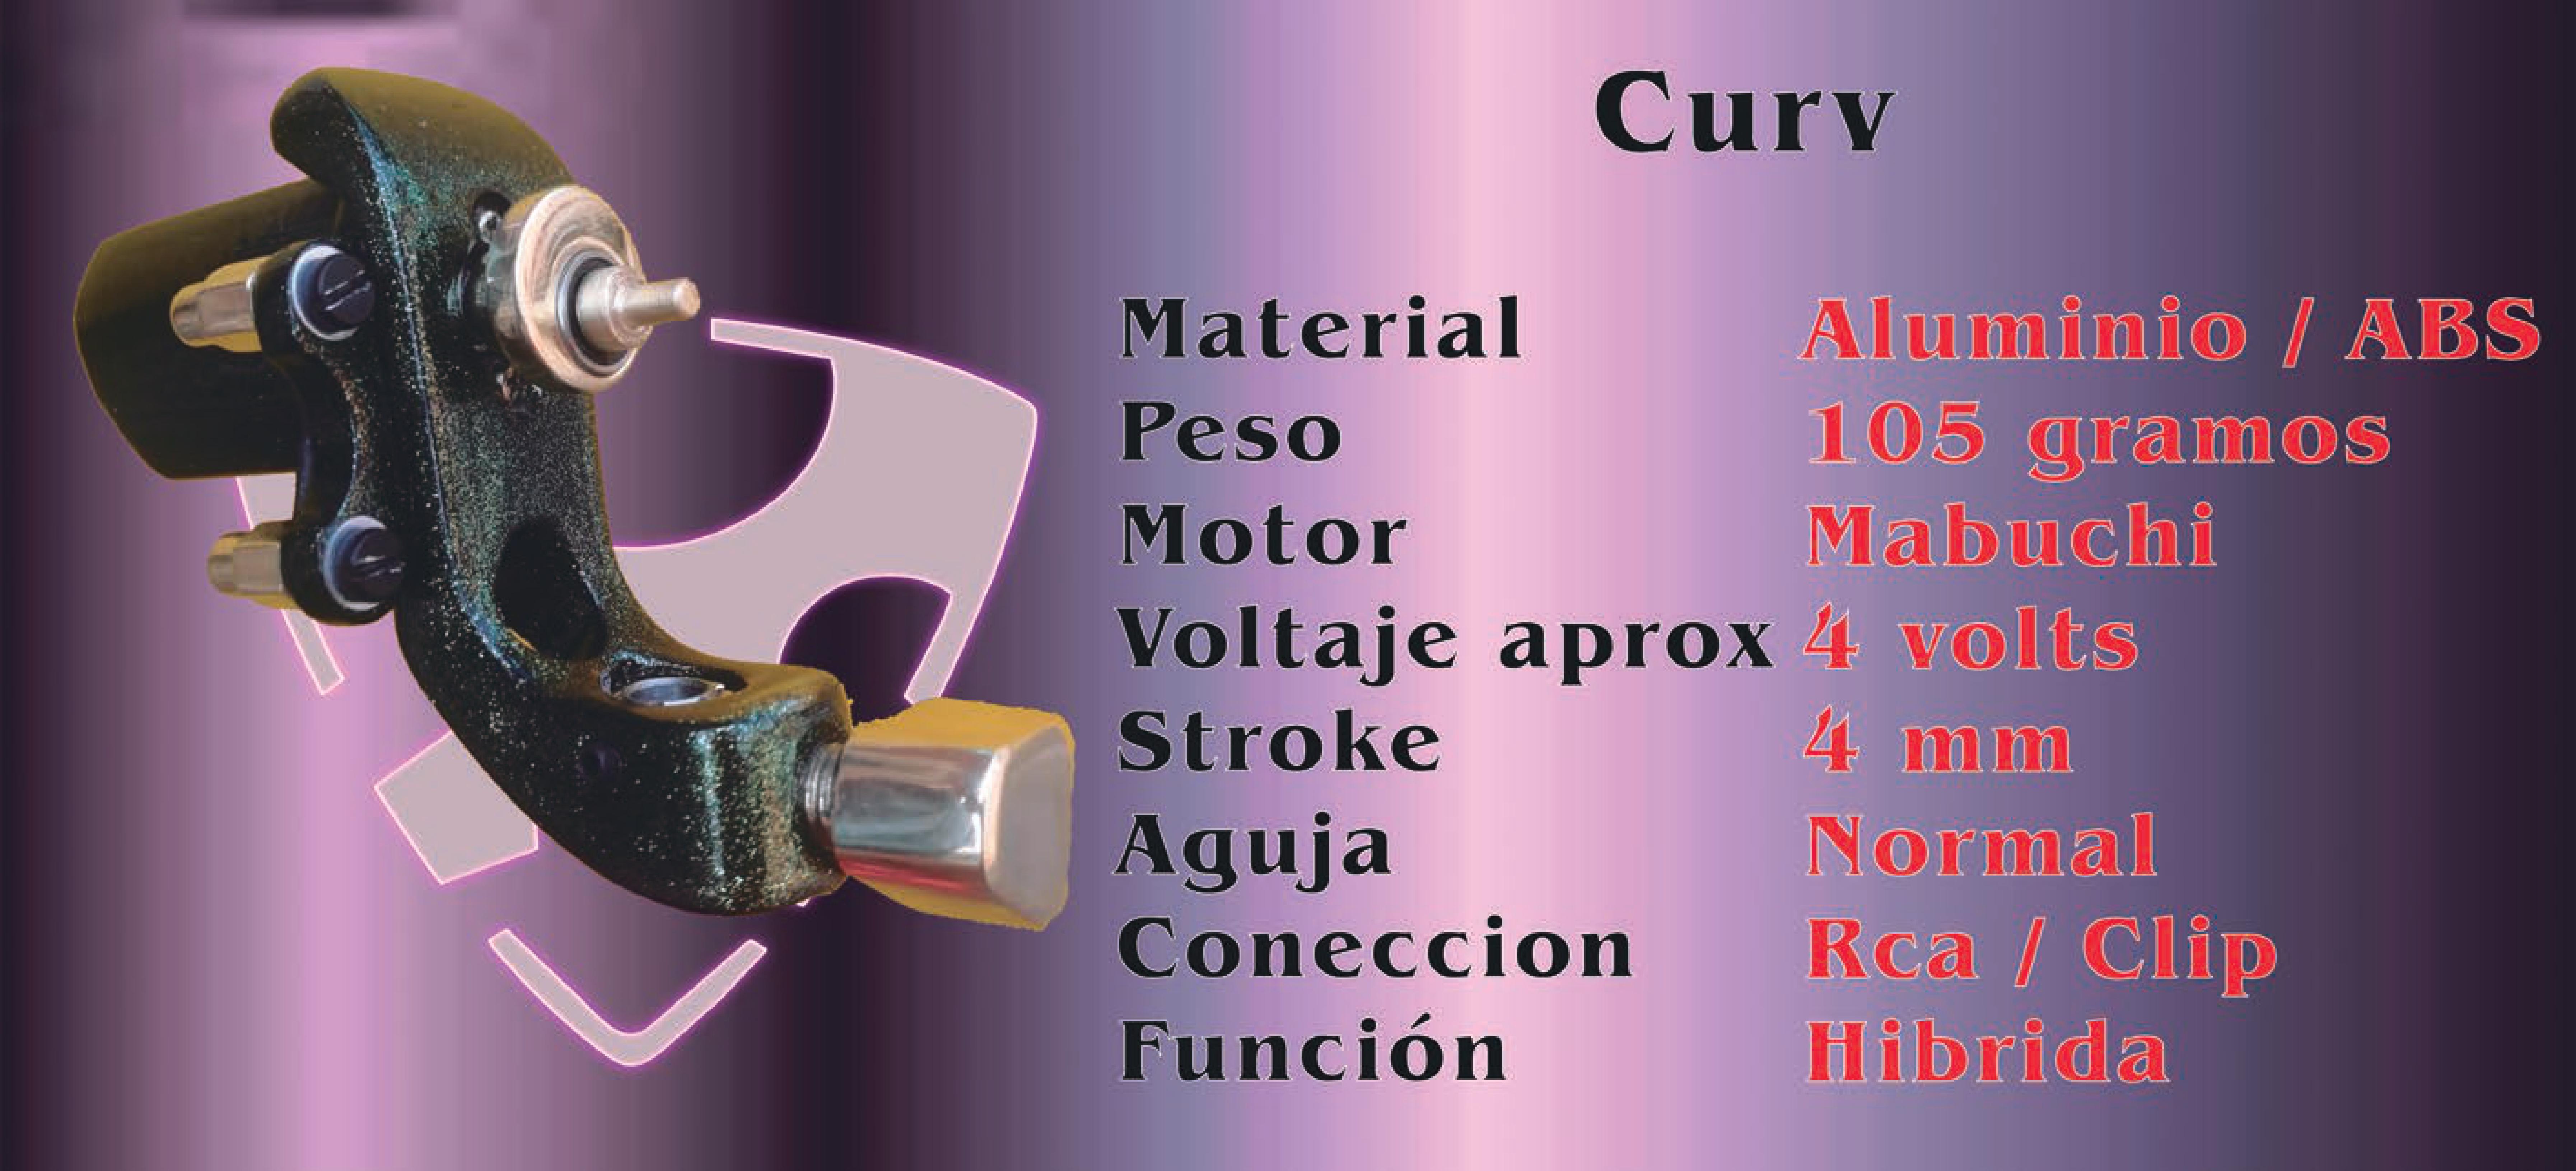 Curv
Material Aluminio / ABS
Peso 105 gramos
Motor Mabuchi
Voltaje aprox 4 volts
Stroke 4 mm
Aguja Normal
Coneccion Rca / Clip
Función Hibrida